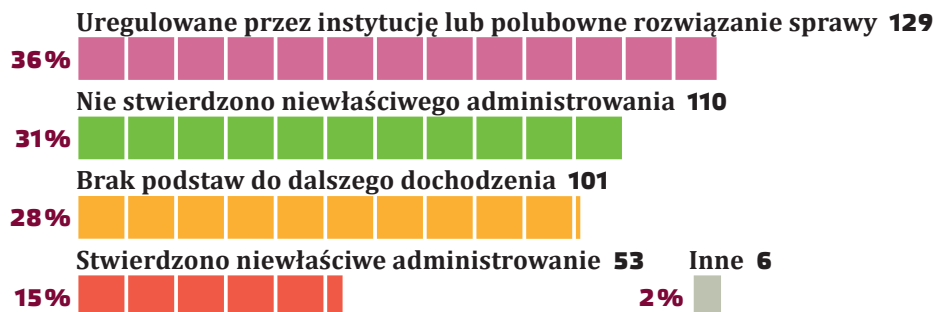 Uregulowane przez instytucję lub polubowne rozwiązanie sprawy 129
36%
Nie stwierdzono niewłaściwego administrowania 110
31%
Brak podstaw do dalszego dochodzenia 101
28%
Stwierdzono niewłaściwe administrowanie 53
15%
Inne 6
2%